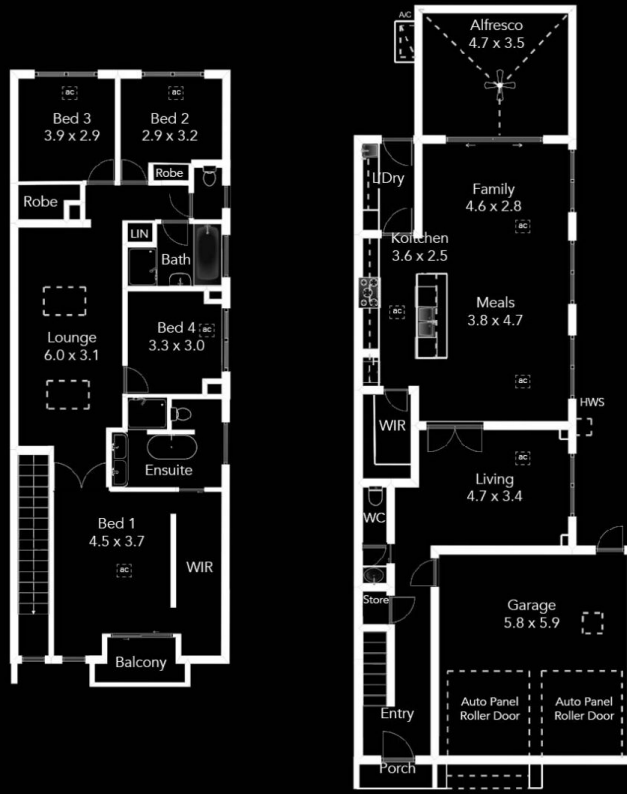 Bed 3
3.9 x 2.9
ac
Bed 2
2.9 x 3.2
ac
Robe
Robe
LIN
Bath
Lounge
6.0 x 3.1
Bed 4
3.3 x 3.0
ac
Ensuite
Bed 1
4.5 x 3.7
ac
WIR
Balcony
AC
Alfresco
4.7 x 3.5
L'Dry
Family
4.6 x 2.8
ac
Koitchen
3.6 x 2.5
ac
Meals
3.8 x 4.7
ac
HWS
WIR
Living
4.7 x 3.4
ac
WC
Store
Garage
5.8 x 5.9
Auto Panel
Roller Door
Auto Panel
Roller Door
Entry
Porch